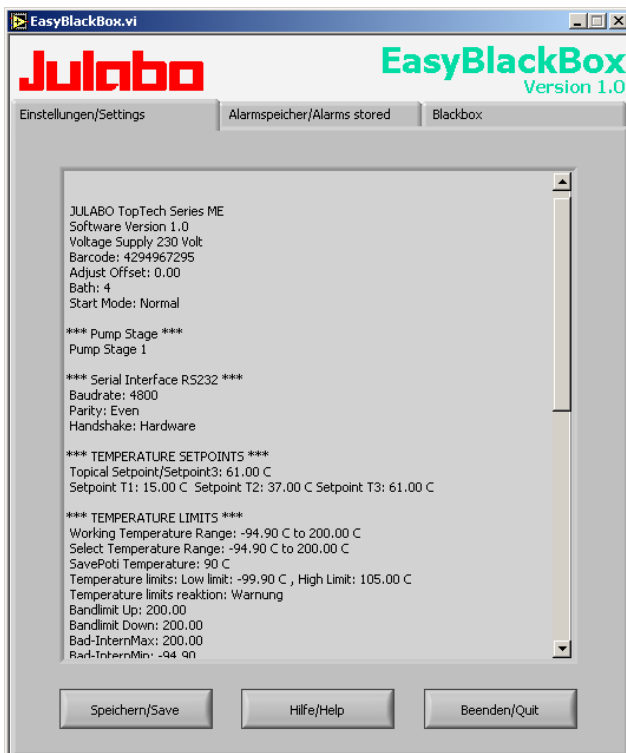 EasyBlackBox.vi
Julabo
EasyBlackBox
Version 1.0
Einstellungen/Settings
Alarmspeicher/Alarms stored
Blackbox
JULABO TopTech Series ME
Software Version 1.0
Voltage Supply 230 Volt
Barcode: 4294967295
Adjust Offset: 0.00
Bath: 4
Start Mode: Normal
*** Pump Stage ***
Pump Stage 1
*** Serial Interface RS232 ***
Baudrate: 4800
Parity: Even
Handshake: Hardware
*** TEMPERATURE SETPOINTS ***
Topical Setpoint/Setpoint3: 61.00 C
Setpoint T1: 15.00 C  Setpoint T2: 37.00 C Setpoint T3: 61.00 C
*** TEMPERATURE LIMITS ***
Working Temperature Range: -94.90 C to 200.00 C
Select Temperature Range: -94.90 C to 200.00 C
SavePoti Temperature: 90 C
Temperature limits: Low limit: -99.90 C , High Limit: 105.00 C
Temperature limits reaktion: Warnung
Bandlimit Up: 200.00
Bandlimit Down: 200.00
Bad-InternMax: 200.00
Bad-InternMin: -94.90
Speichern/Save
Hilfe/Help
Beenden/Quit